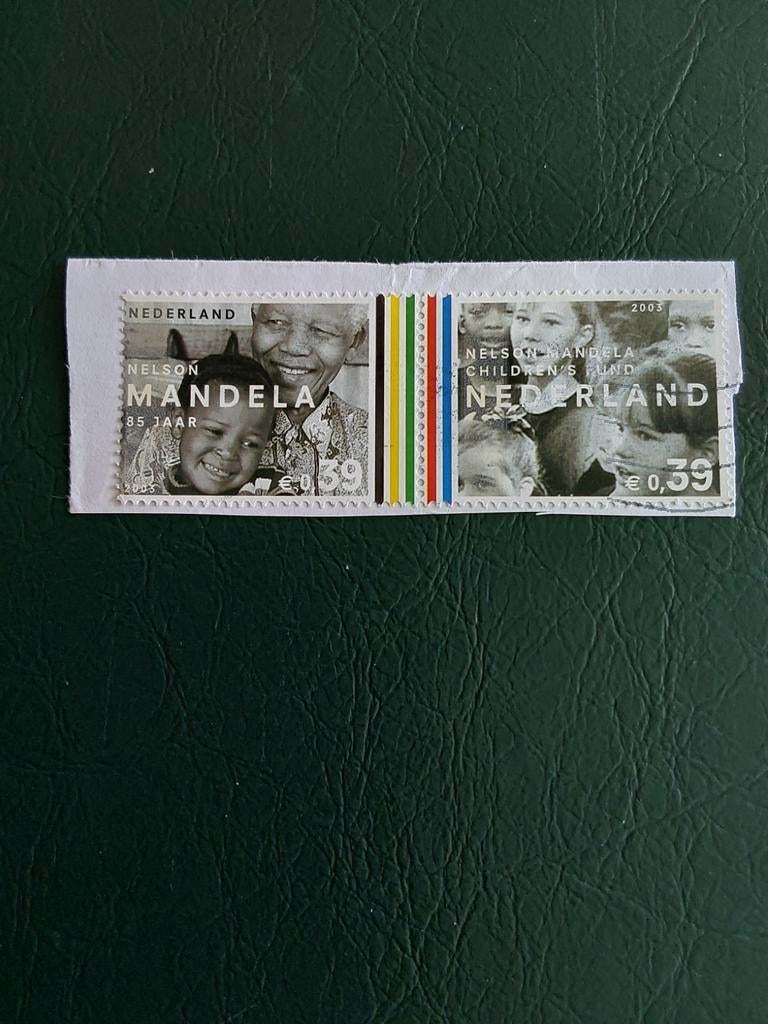 NEDERLAND
NELSON
MANDELA
85 JAAR
2003
€ 0,39
2003
NELSON MANDELA
CHILDREN'S FUND
NEDERLAND
€ 0,39